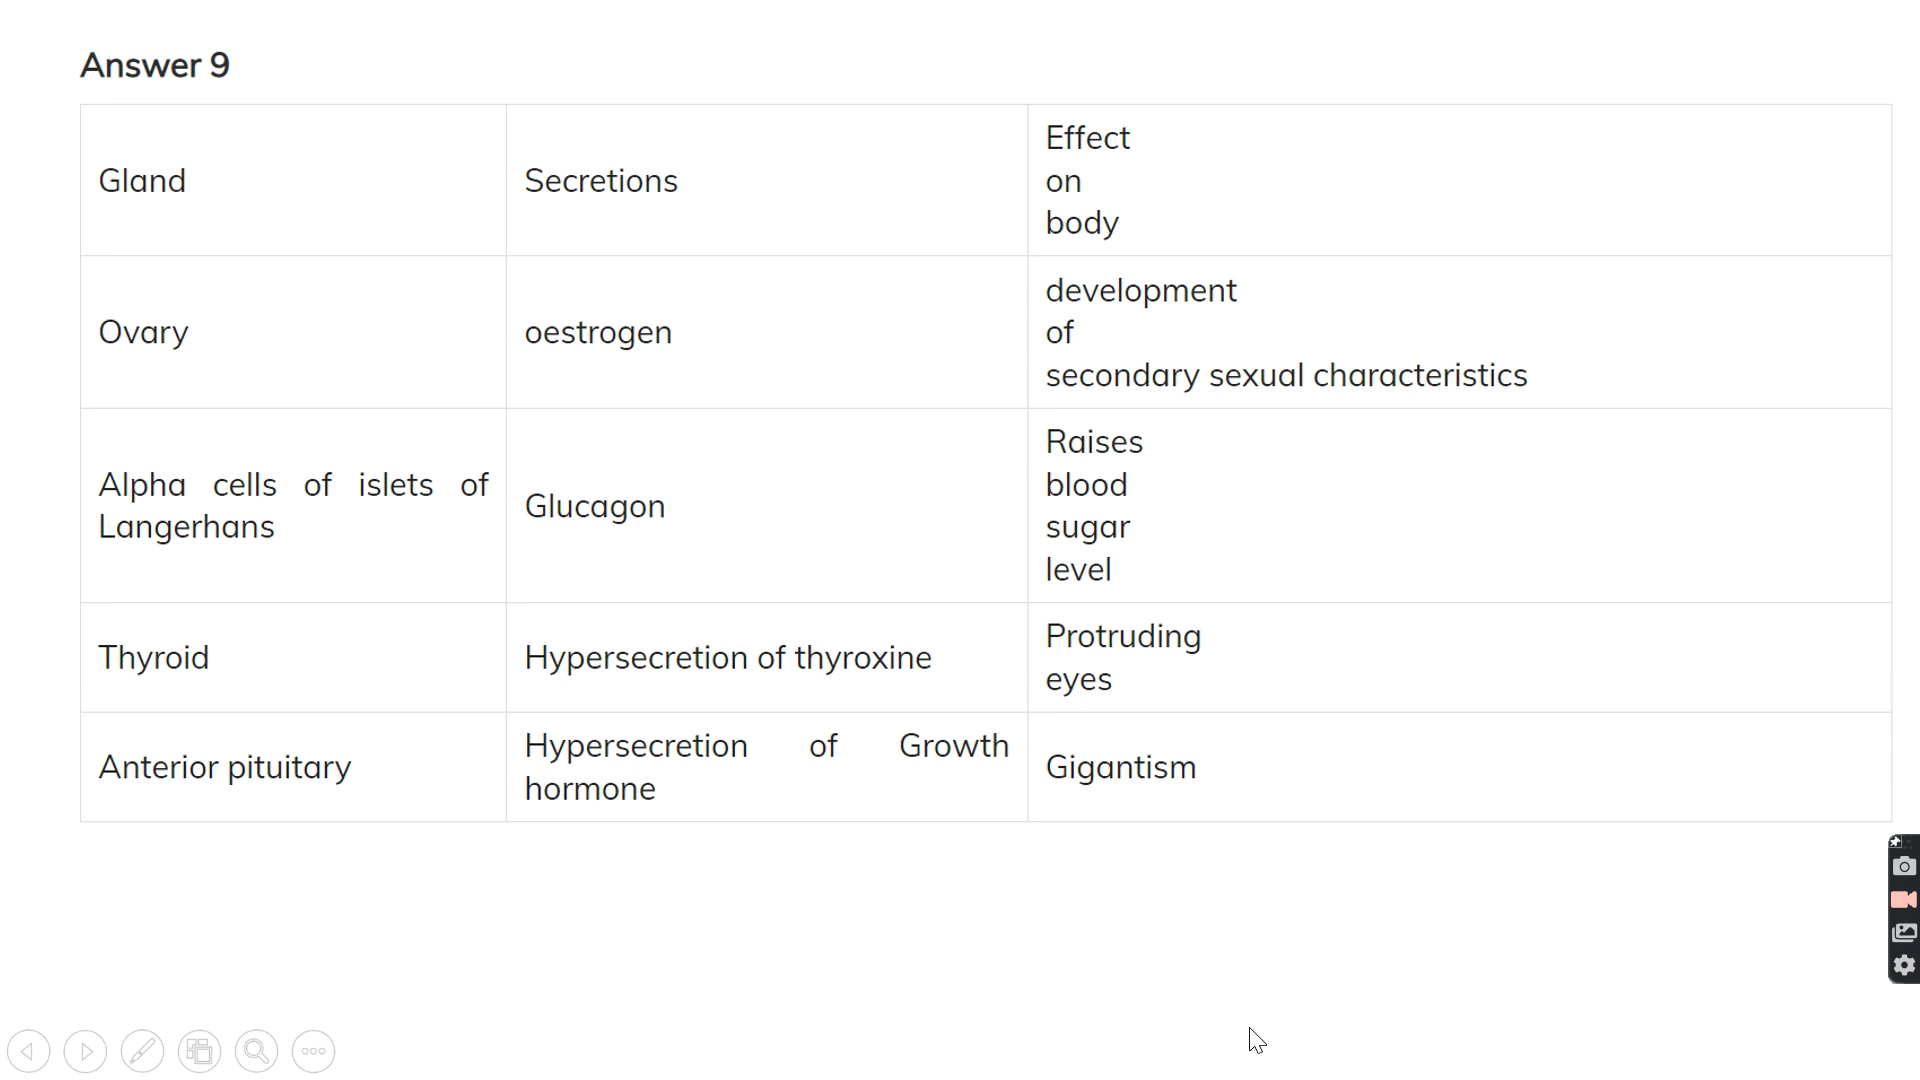 Answer 9
Gland
Secretions
Effect
on
body
Ovary
oestrogen
development
of
secondary sexual characteristics
Alpha cells of islets of
Langerhans
Glucagon
Raises
blood
sugar
level
Thyroid
Hypersecretion of thyroxine
Protruding
eyes
Anterior pituitary
Hypersecretion of Growth
hormone
Gigantism